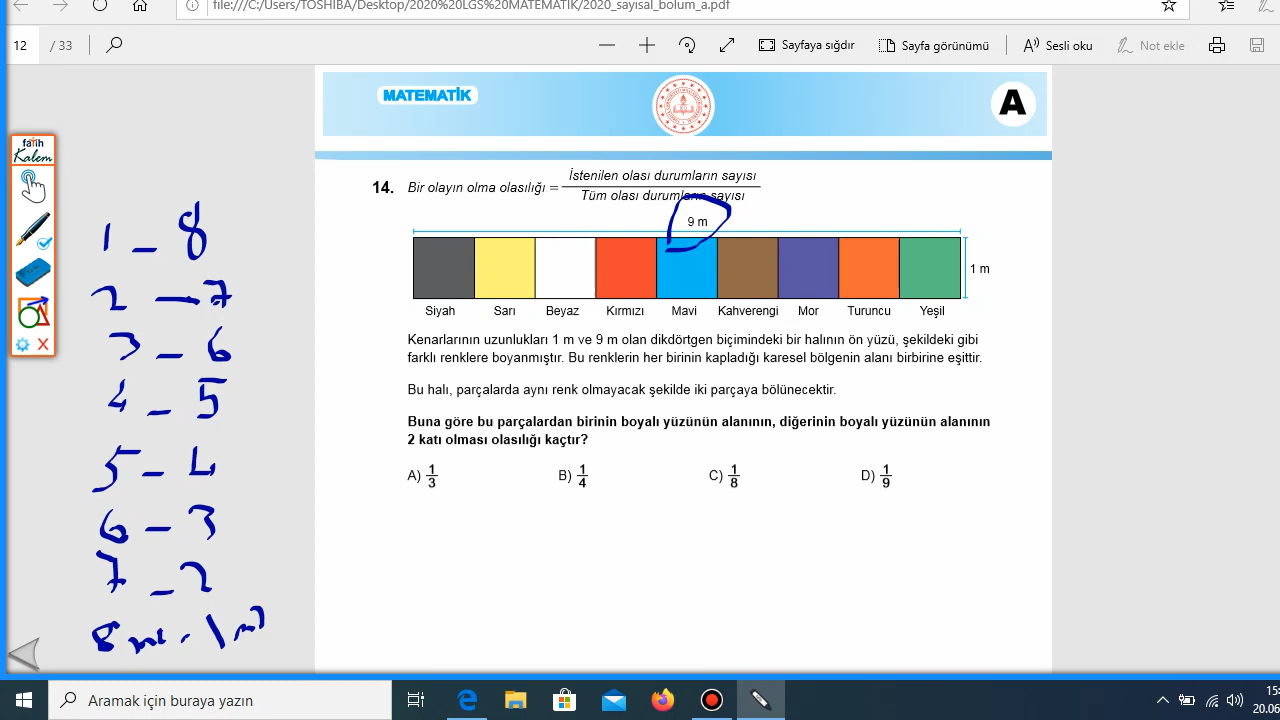 file:///C:/Users/TOSHIBA/Desktop/2020%20LGS%20MATEMATIK/2020_sayisal_bolum_a.pdf
12 / 33
Sayfaya sığdır
Sayfa görünümü
Sesli oku
Not ekle
MATEMATİK
A
fatih
Kalem
14. Bir olayın olma olasılığı = İstenilen olası durumların sayısı / Tüm olası durumların sayısı
9 m
1 m
Siyah Sarı Beyaz Kırmızı Mavi Kahverengi Mor Turuncu Yeşil
Kenarlarının uzunlukları 1 m ve 9 m olan dikdörtgen biçimindeki bir halının ön yüzü, şekildeki gibi
farklı renklere boyanmıştır. Bu renklerin her birinin kapladığı karesel bölgenin alanı birbirine eşittir.
Bu halı, parçalarda aynı renk olmayacak şekilde iki parçaya bölünecektir.
Buna göre bu parçalardan birinin boyalı yüzünün alanının, diğerinin boyalı yüzünün alanının
2 katı olması olasılığı kaçtır?
A) 1/3 B) 1/4 C) 1/8 D) 1/9
1 - 8
2 - 7
3 - 6
4 - 5
5 - 4
6 - 3
7 - 2
Aramak için buraya yazın